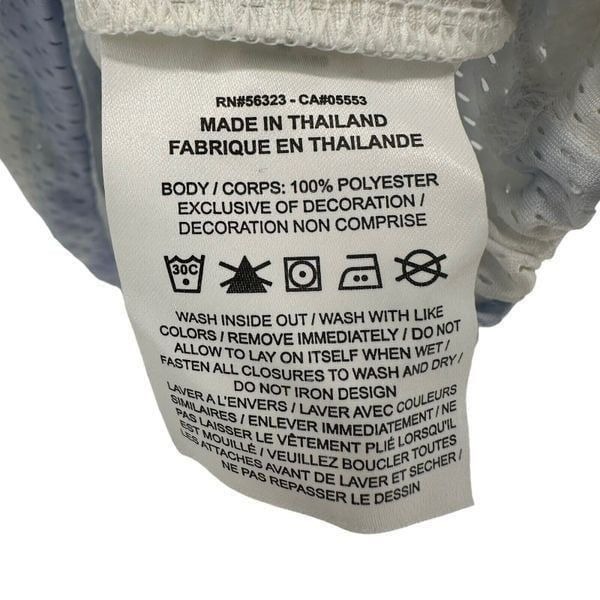 RN#56323 - CA#05553
MADE IN THAILAND
FABRIQUE EN THAILANDE
BODY / CORPS: 100% POLYESTER
EXCLUSIVE OF DECORATION /
DECORATION NON COMPRISE
30C
WASH INSIDE OUT / WASH WITH LIKE
COLORS / REMOVE IMMEDIATELY / DO NOT
ALLOW TO LAY ON ITSELF WHEN WET /
FASTEN ALL CLOSURES TO WASH AND DRY /
DO NOT IRON DESIGN
LAVER A L'ENVERS / LAVER AVEC COULEURS
SIMILAIRES / ENLEVER IMMEDIATEMENT / NE
PAS LAISSER LE VÊTEMENT PLIÉ LORSQU'IL
EST MOUILLÉ / VEUILLEZ BOUCLER TOUTES
LES ATTACHES AVANT DE LAVER ET SECHER /
NE PAS REPASSER LE DESSIN